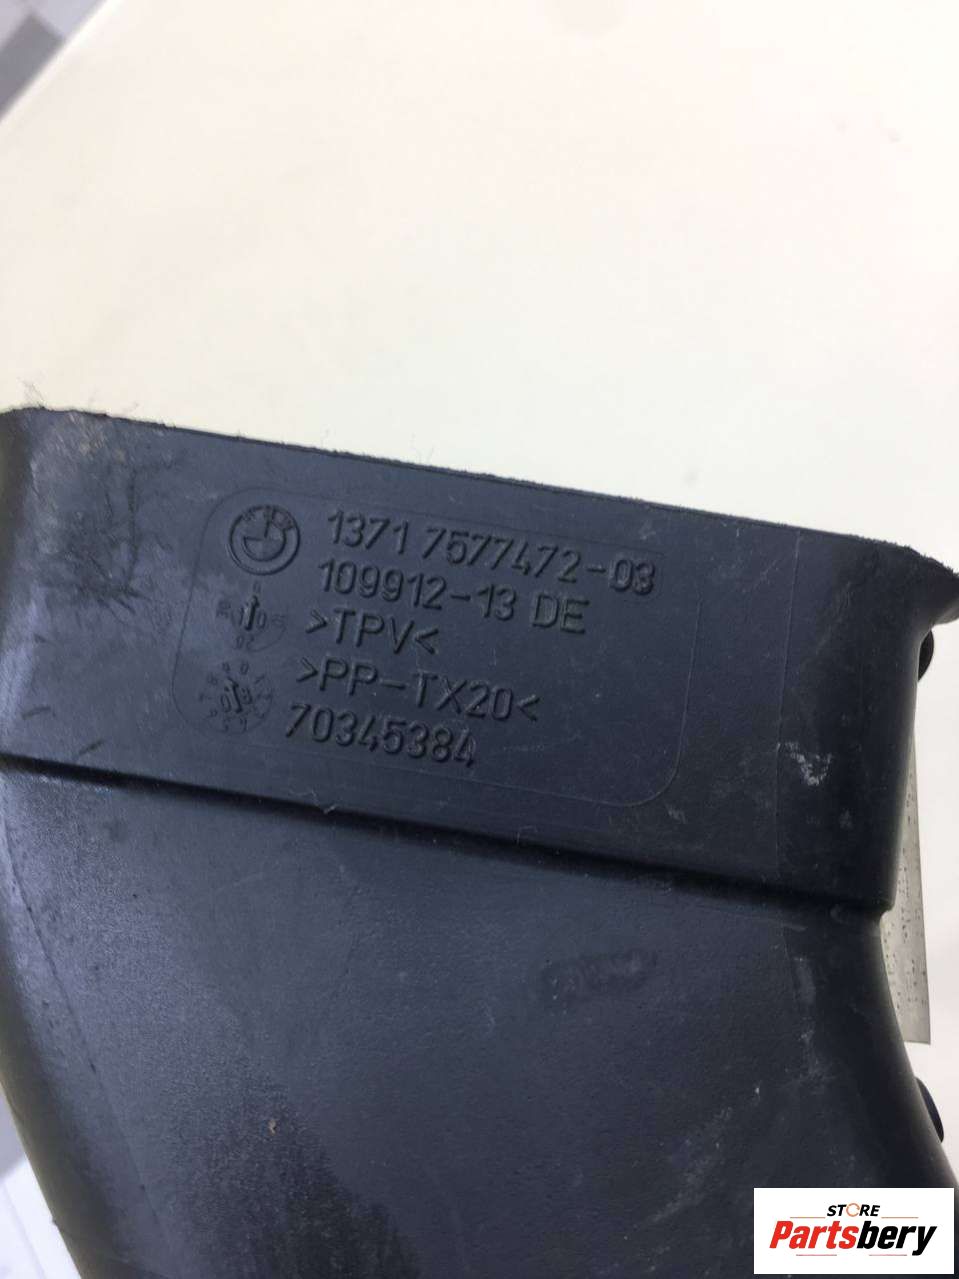 1371 7577472-03
109912-13 DE
>TPV<
>PP-TX20<
70345384
STORE
Partsbery